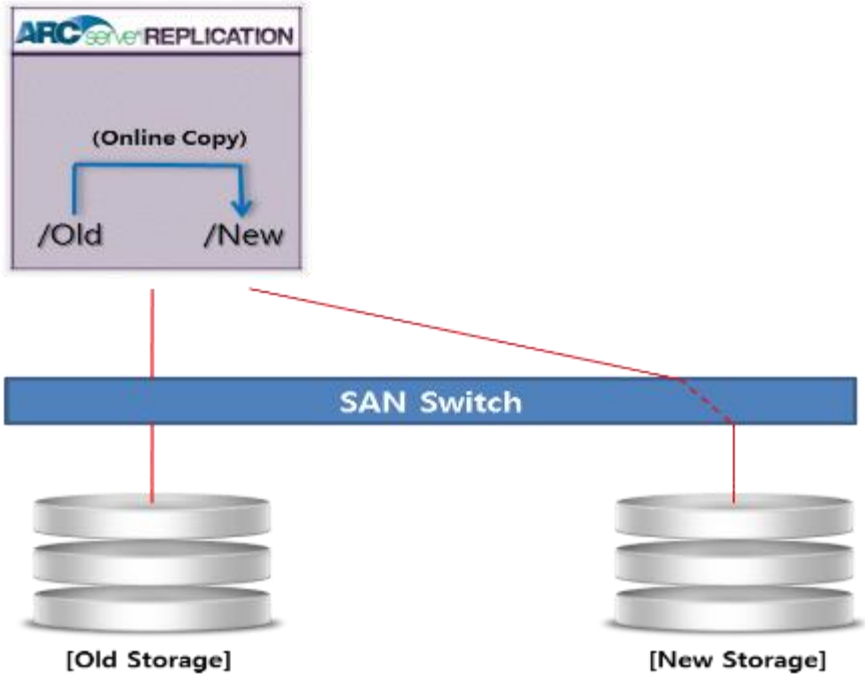 ARCserve® REPLICATION
(Online Copy)
/Old
/New
SAN Switch
[Old Storage]
[New Storage]